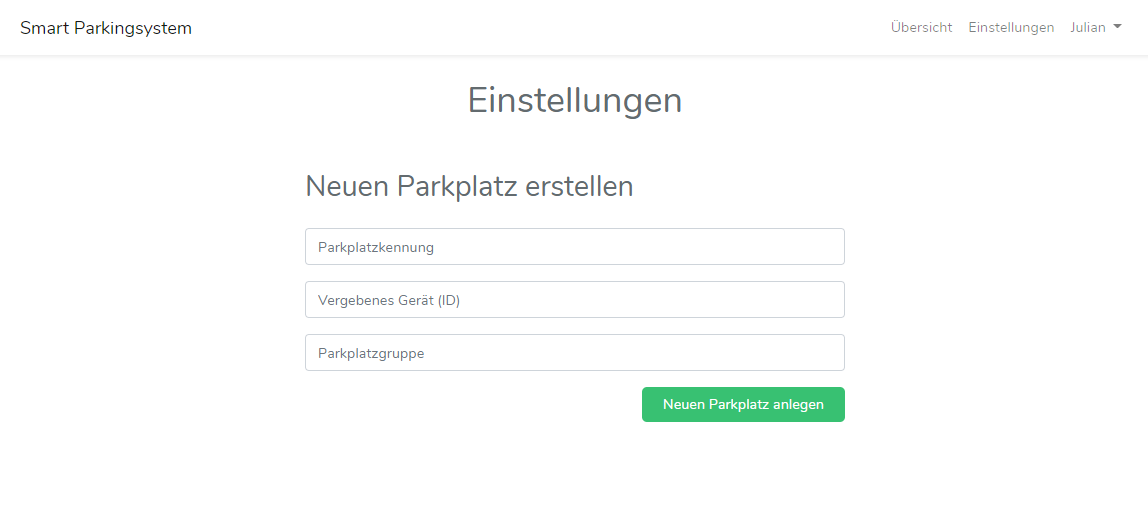 Smart Parkingsystem
Übersicht Einstellungen Julian
Einstellungen
Neuen Parkplatz erstellen
Parkplatzkennung
Vergebenes Gerät (ID)
Parkplatzgruppe
Neuen Parkplatz anlegen